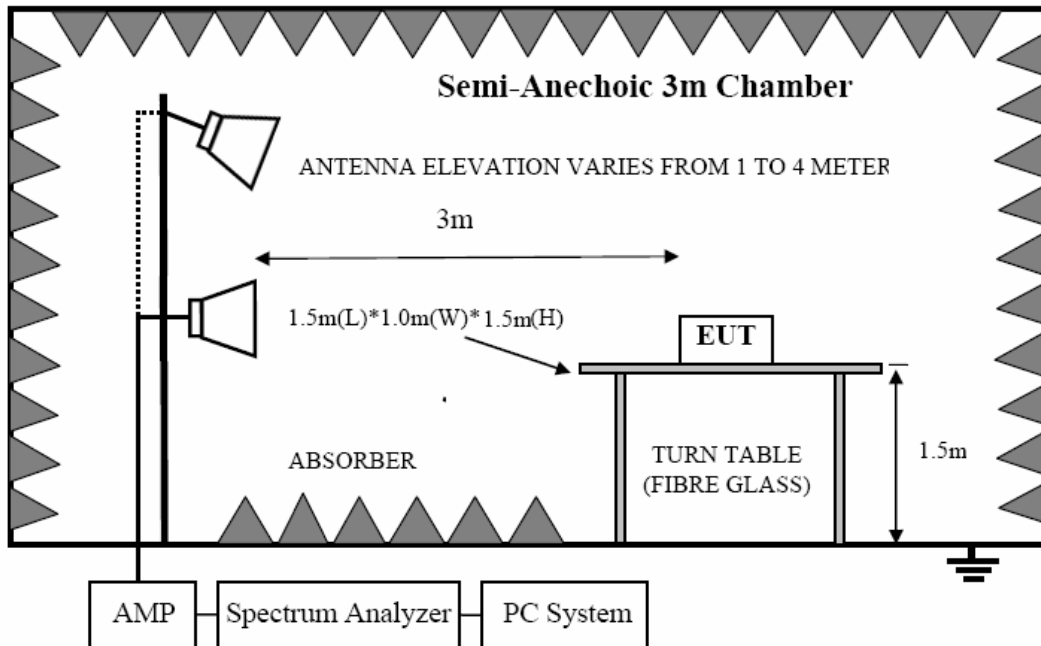 Semi-Anechoic 3m Chamber
ANTENNA ELEVATION VARIES FROM 1 TO 4 METER
3m
1.5m(L)*1.0m(W)*1.5m(H)
EUT
ABSORBER
TURN TABLE
(FIBRE GLASS)
1.5m
AMP
Spectrum Analyzer
PC System